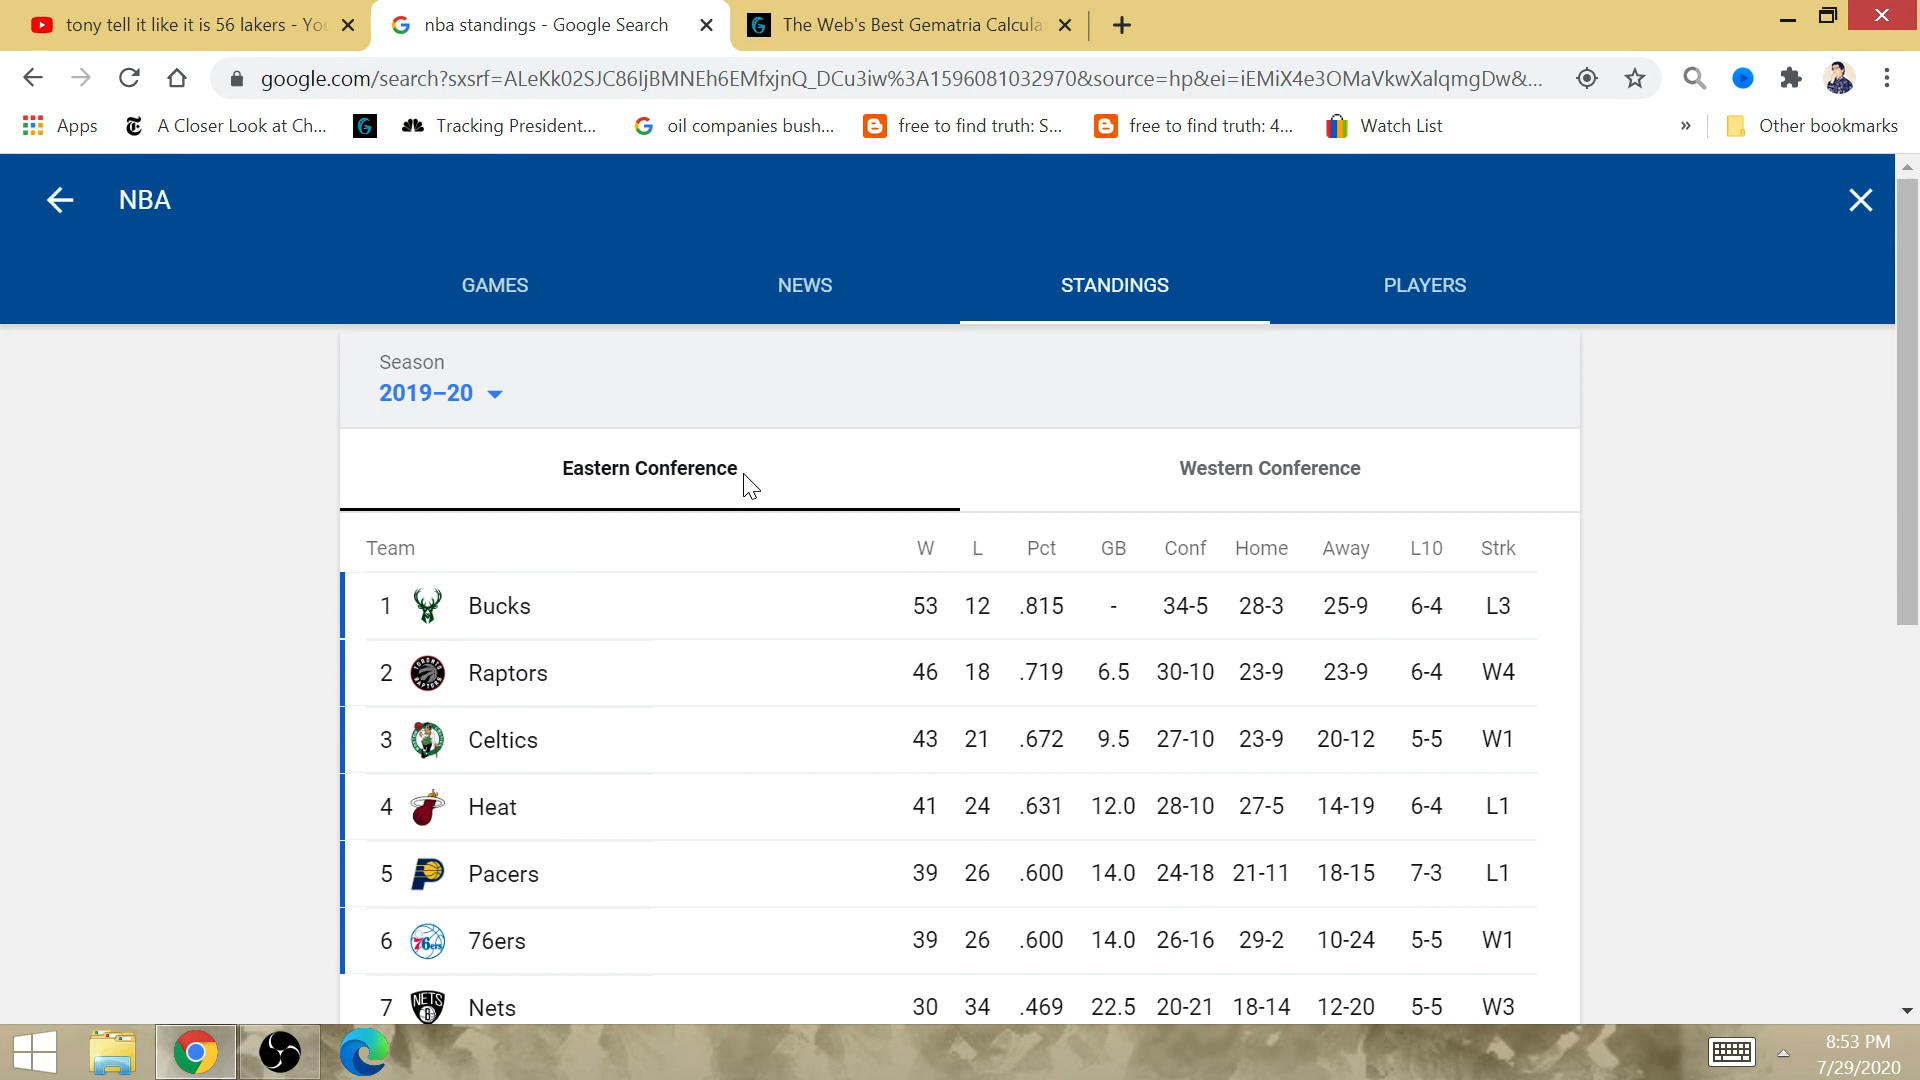 tony tell it like it is 56 lakers - You
nba standings - Google Search
The Web's Best Gematria Calcula
google.com/search?sxsrf=ALeKk02SJC86IjBMNEh6EMfxjnQ_DCu3iw%3A1596081032970&source=hp&ei=iEMiX4e3OMaVkwXalqmgDw&...
Apps
A Closer Look at Ch...
Tracking President...
oil companies bush...
free to find truth: S...
free to find truth: 4...
Watch List
»
Other bookmarks
NBA
GAMES NEWS STANDINGS PLAYERS
Season
2019–20
Eastern Conference Western Conference
Team W L Pct GB Conf Home Away L10 Strk
1 Bucks 53 12 .815 - 34-5 28-3 25-9 6-4 L3
2 Raptors 46 18 .719 6.5 30-10 23-9 23-9 6-4 W4
3 Celtics 43 21 .672 9.5 27-10 23-9 20-12 5-5 W1
4 Heat 41 24 .631 12.0 28-10 27-5 14-19 6-4 L1
5 Pacers 39 26 .600 14.0 24-18 21-11 18-15 7-3 L1
6 76ers 39 26 .600 14.0 26-16 29-2 10-24 5-5 W1
7 NETS Nets 30 34 .469 22.5 20-21 18-14 12-20 5-5 W3
8:53 PM
7/29/2020